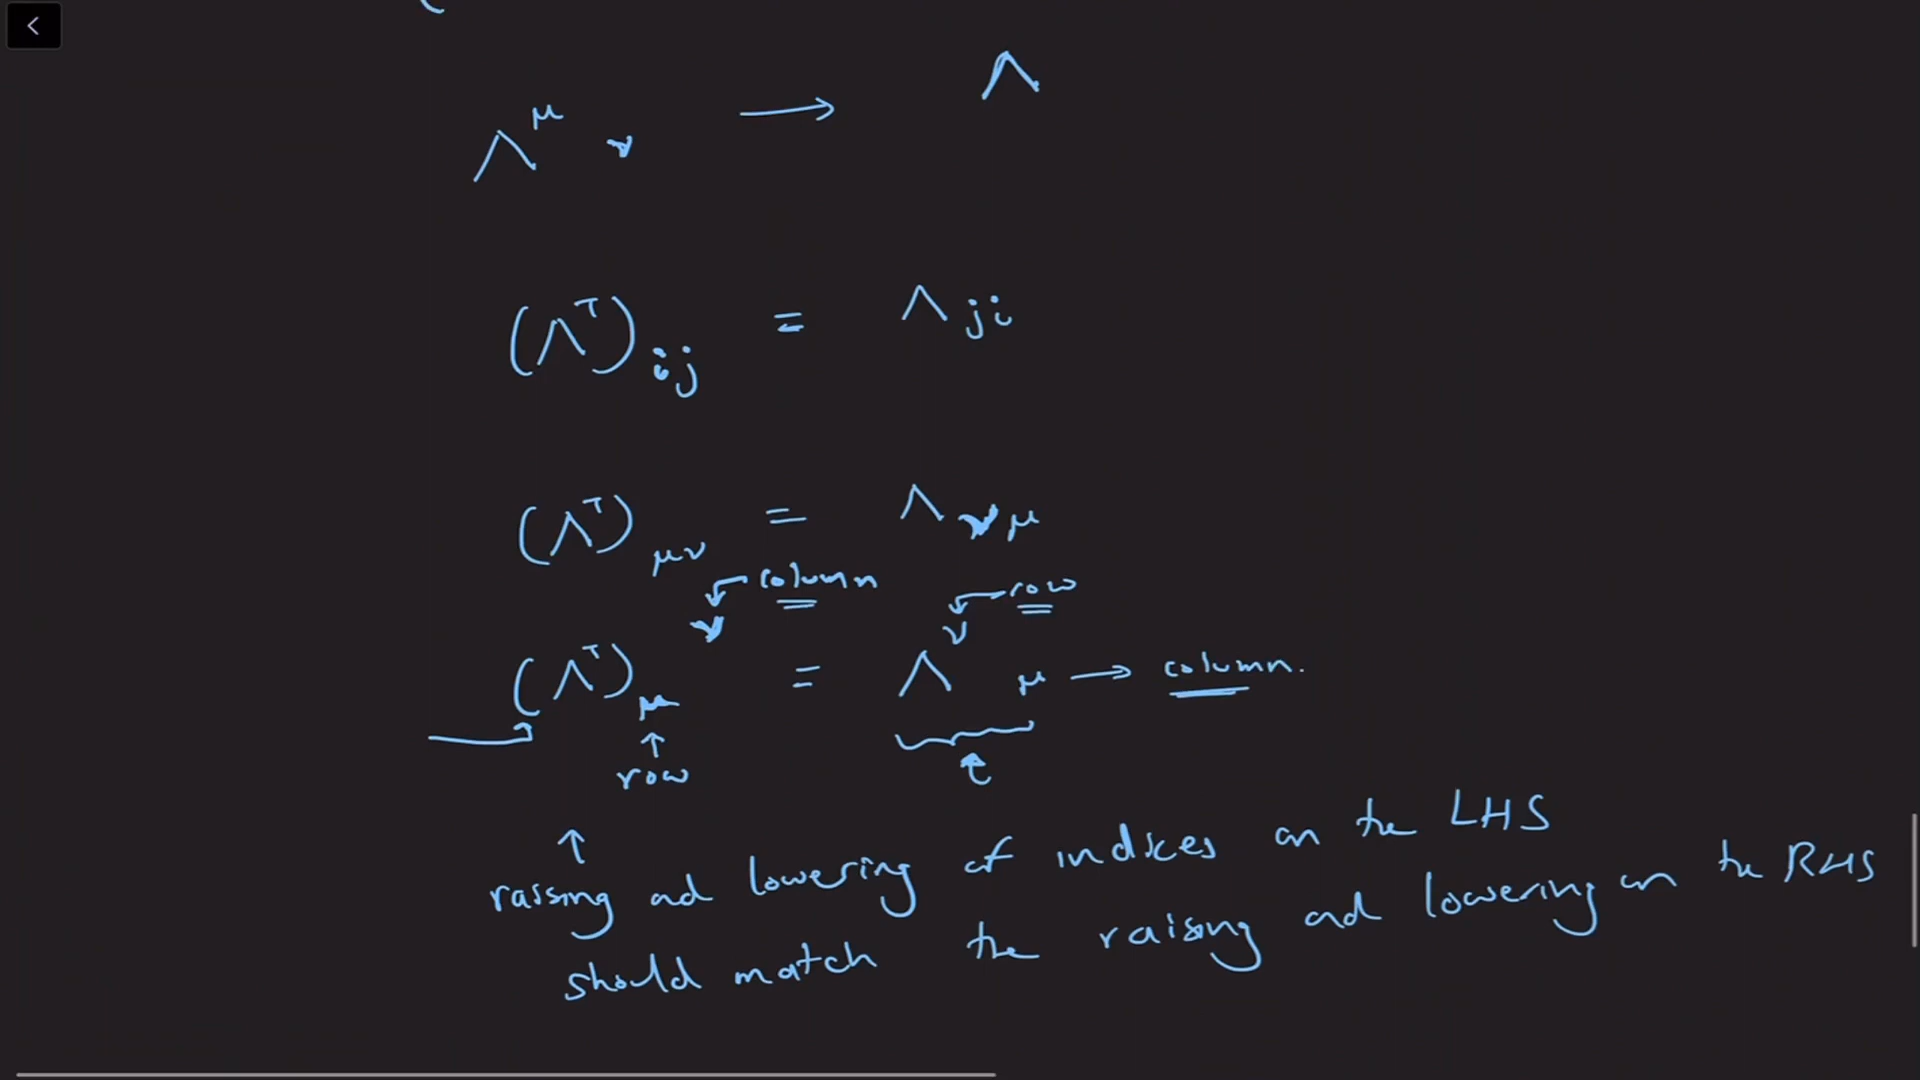 Λ^μ_ν → Λ
(Λ^T)_ij = Λ_ji
(Λ^T)_μν = Λ_νμ
column row
(Λ^T)_μ^ν = Λ^ν_μ → column.
row
raising and lowering of indices on the LHS
should match the raising and lowering on the RHS